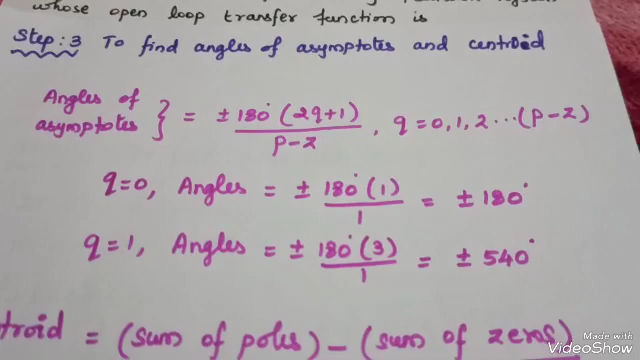 whose open loop transfer function is
Step:3 To find angles of asymptotes and centroid
Angles of asymptotes } = ± 180° (2q+1) / p-z , q = 0, 1, 2 ... (p-z)
q=0, Angles = ± 180° (1) / 1 = ± 180°
q=1, Angles = ± 180° (3) / 1 = ± 540°
troid = (sum of poles) - (sum of zeros)
Made with
VideoShow